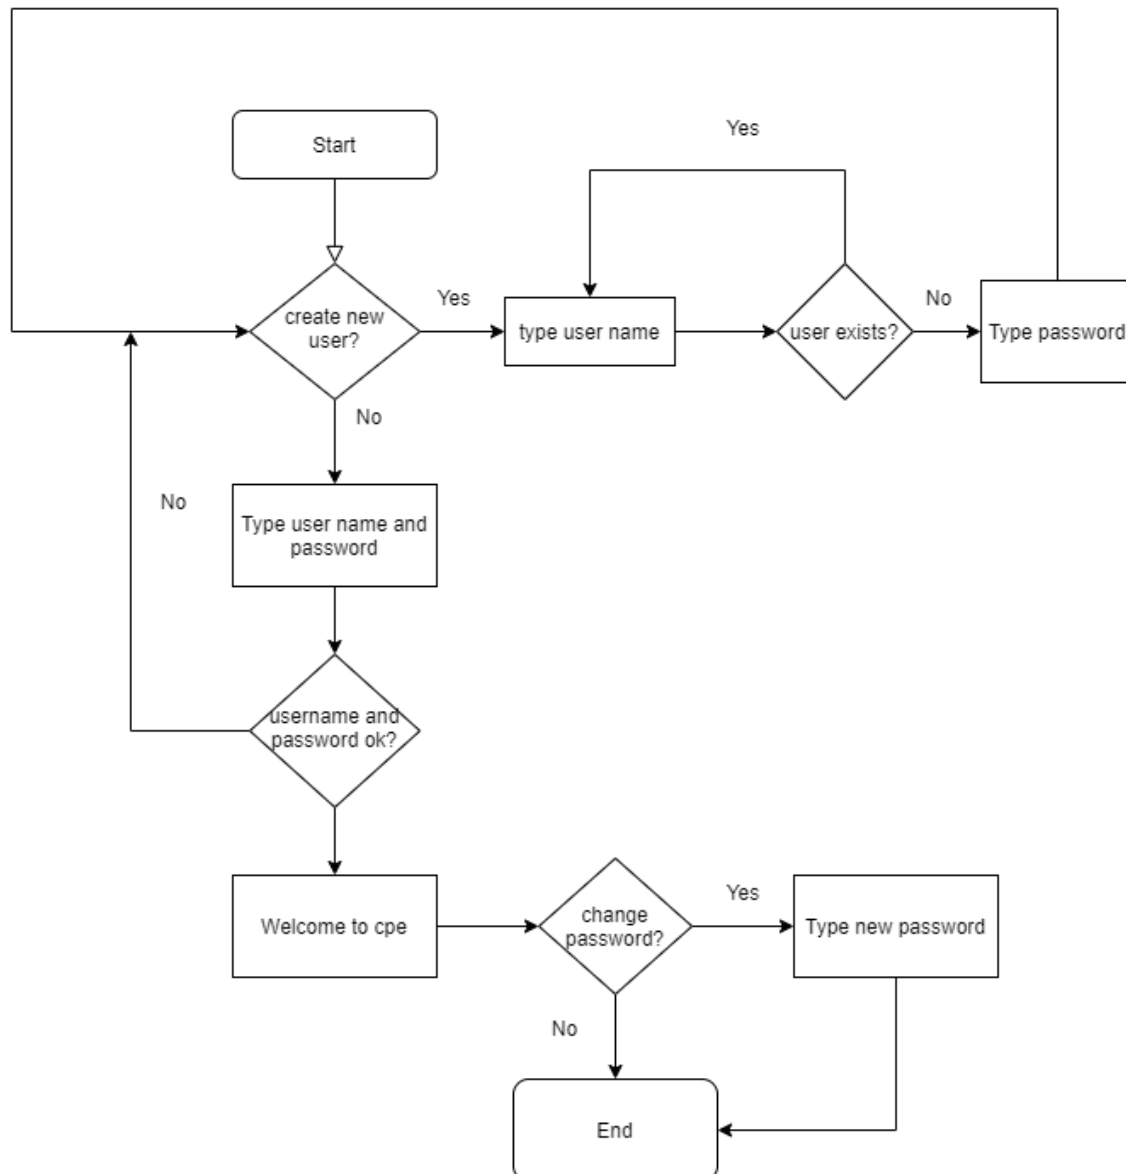 Yes
Start
create new
user?
Yes
type user name
user exists?
No
Type password
No
No
Type user name and
password
username and
password ok?
Welcome to cpe
change
password?
Yes
Type new password
No
End